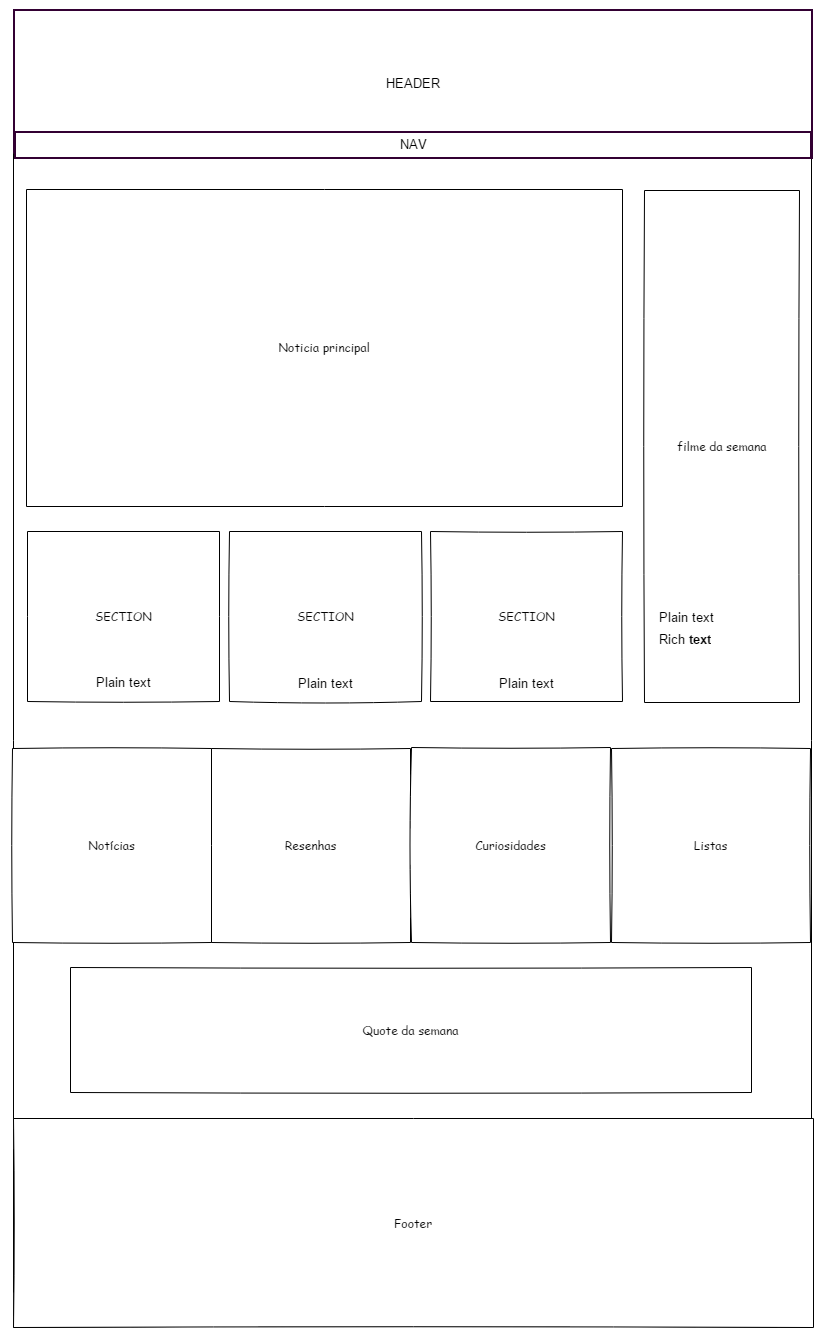 HEADER
NAV
Noticia principal
filme da semana
Plain text
Rich text
SECTION
Plain text
SECTION
Plain text
SECTION
Plain text
Notícias
Resenhas
Curiosidades
Listas
Quote da semana
Footer